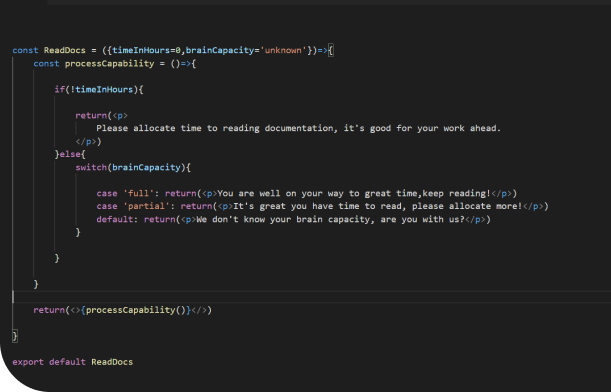 const ReadDocs = ({timeInHours=0,brainCapacity='unknown'})=>{
const processCapability = ()=>{
if(!timeInHours){
return(<p>
Please allocate time to reading documentation, it's good for your work ahead.
</p>)
}else{
switch(brainCapacity){
case 'full': return(<p>You are well on your way to great time,keep reading!</p>)
case 'partial': return(<p>It's great you have time to read, please allocate more!</p>)
default: return(<p>We don't know your brain capacity, are you with us?</p>)
}
}
}
return(<>{processCapability()}</>)
}
export default ReadDocs